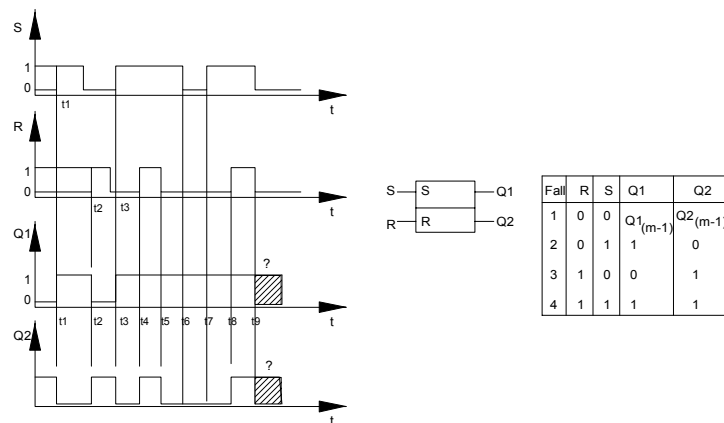 S
1
0
t1
t
R
1
0
t2 t3
t
Q1
?
1
0
t1 t2 t3 t4 t5 t6 t7 t8 t9
t
Q2
?
t
S S Q1
R R Q2
Fall R S Q1 Q2
1 0 0 Q1(m-1) Q2(m-1)
2 0 1 1 0
3 1 0 0 1
4 1 1 1 1